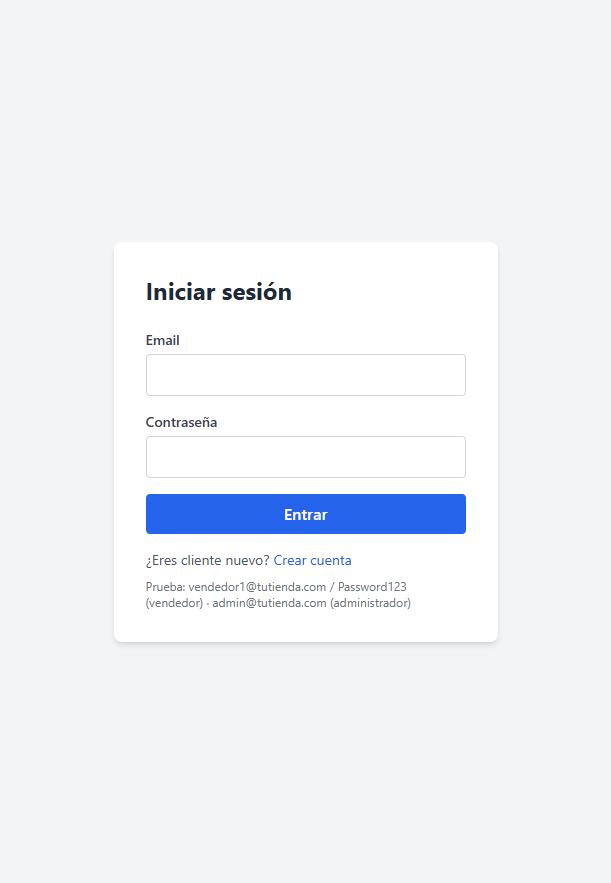 Iniciar sesión
Email
Contraseña
Entrar
¿Eres cliente nuevo? Crear cuenta
Prueba: vendedor1@tutienda.com / Password123
(vendedor) · admin@tutienda.com (administrador)